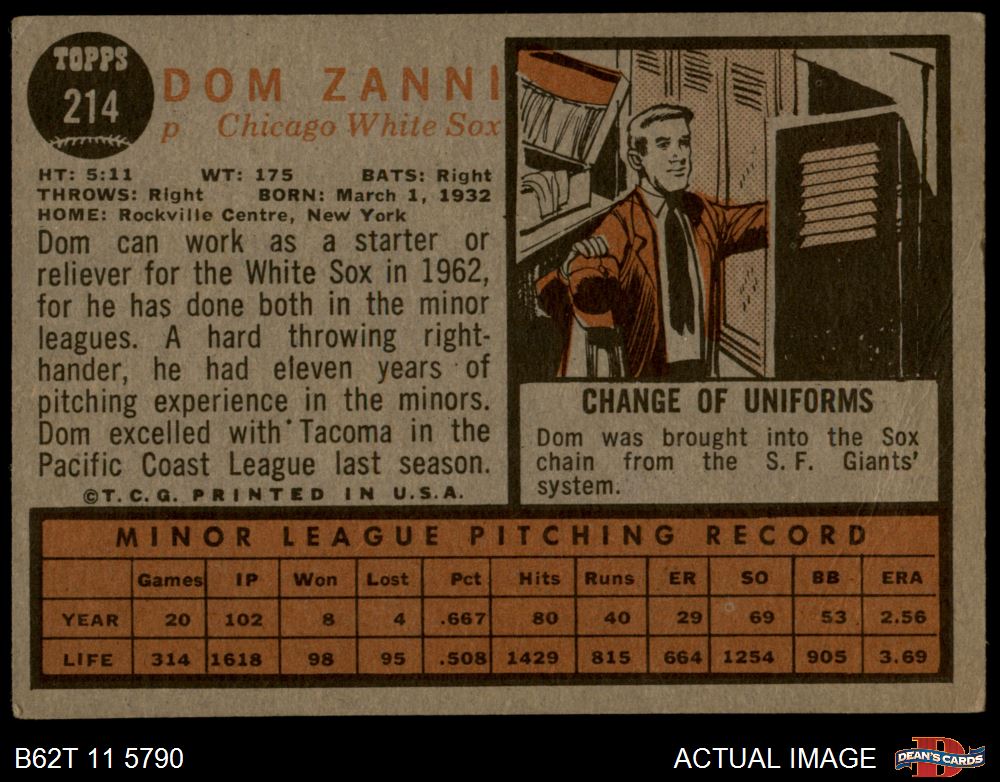 TOPPS
214
DOM ZANNI
p Chicago White Sox
HT: 5:11 WT: 175 BATS: Right
THROWS: Right BORN: March 1, 1932
HOME: Rockville Centre, New York
Dom can work as a starter or
reliever for the White Sox in 1962,
for he has done both in the minor
leagues. A hard throwing right-
hander, he had eleven years of
pitching experience in the minors.
Dom excelled with Tacoma in the
Pacific Coast League last season.
©T.C.G. PRINTED IN U.S.A.
CHANGE OF UNIFORMS
Dom was brought into the Sox
chain from the S.F. Giants'
system.
MINOR LEAGUE PITCHING RECORD
Games IP Won Lost Pct Hits Runs ER SO BB ERA
YEAR 20 102 8 4 .667 80 40 29 69 53 2.56
LIFE 314 1618 98 95 .508 1429 815 664 1254 905 3.69
B62T 11 5790
ACTUAL IMAGE
D
DEAN'S CARDS